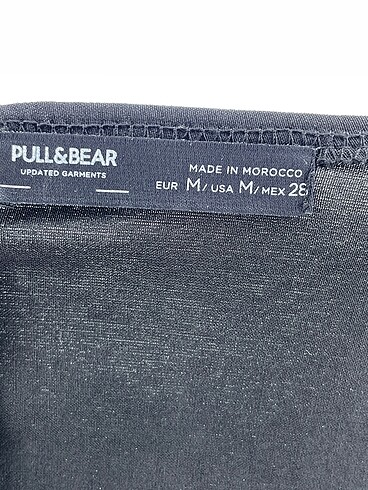 PULL&BEAR
UPDATED GARMENTS
MADE IN MOROCCO
EUR M/USA M/MEX 28